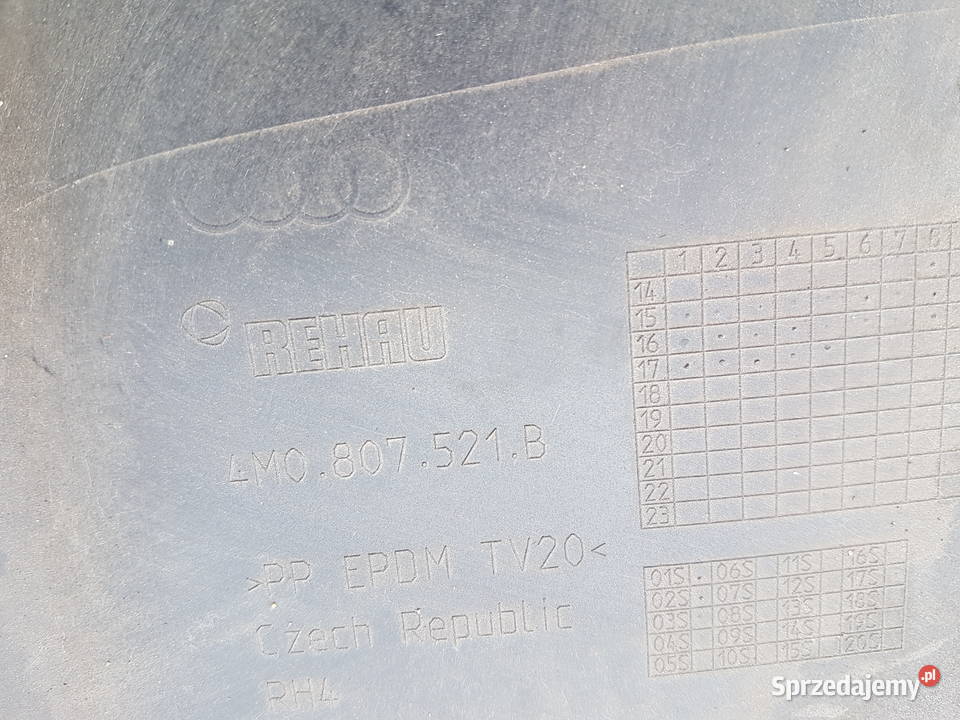 REHAU
4M0.807.521.B
>PP EPDM TV20<
Czech Republic
RH4
1 2 3 4 5 6 7 8
14
15
16
17
18
19
20
21
22
23
01S 06S 11S 16S
02S 07S 12S 17S
03S 08S 13S 18S
04S 09S 14S 19S
05S 10S 15S 20S
Sprzedajemy.pl